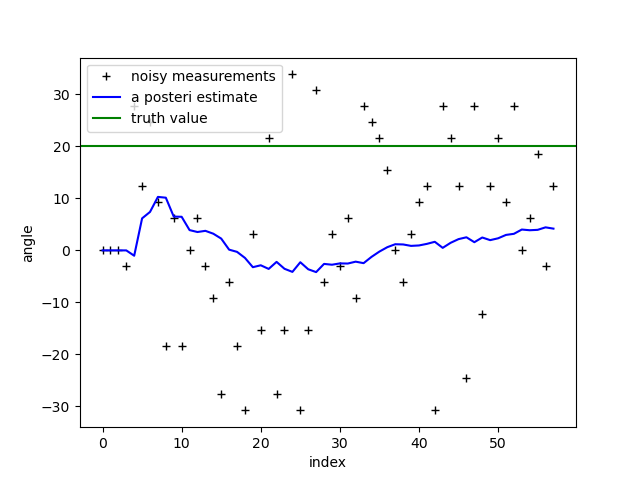 noisy measurements
a posteri estimate
truth value
30
20
10
0
−10
−20
−30
angle
0 10 20 30 40 50
index